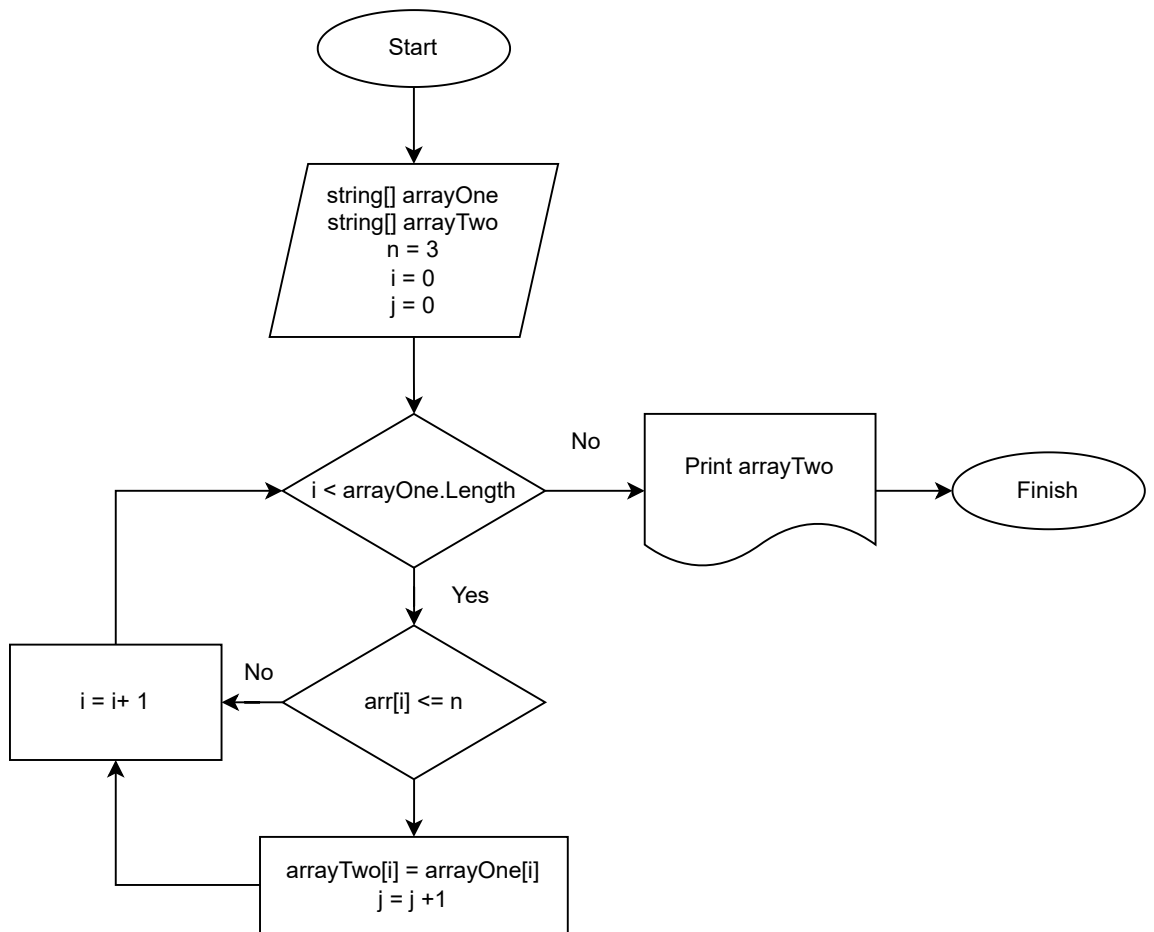 Start
string[] arrayOne
string[] arrayTwo
n = 3
i = 0
j = 0
i < arrayOne.Length
No
Print arrayTwo
Finish
Yes
arr[i] <= n
No
i = i+ 1
arrayTwo[i] = arrayOne[i]
j = j +1